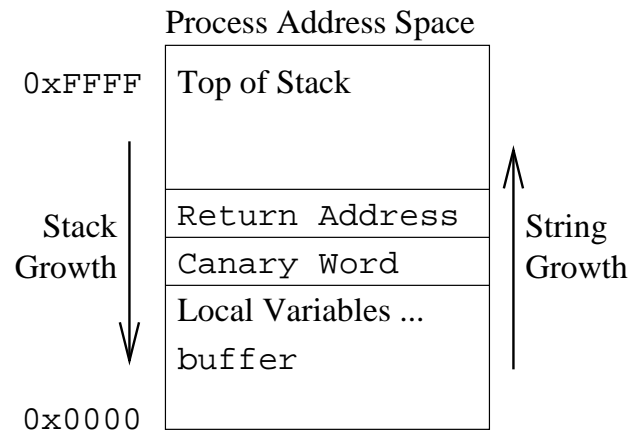 Process Address Space
0xFFFF
Top of Stack
Return Address
Stack
Growth
Canary Word
String
Growth
Local Variables ...
buffer
0x0000